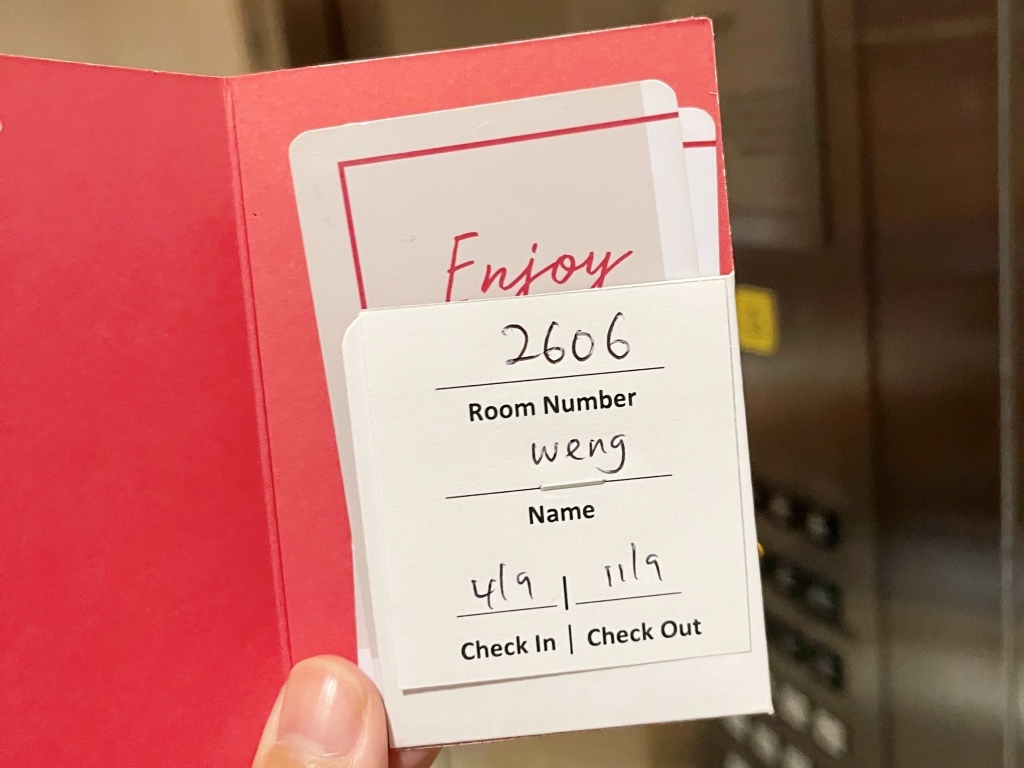 Enjoy
2606
Room Number
weng
Name
4/9 | 11/9
Check In | Check Out